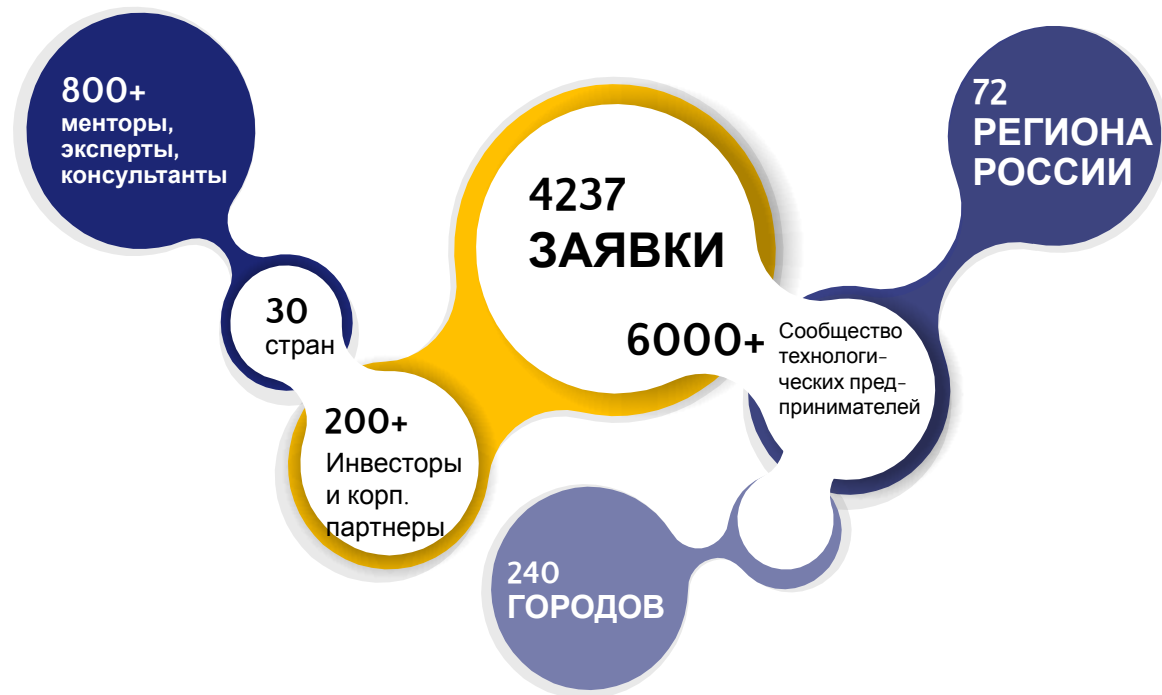 800+
менторы,
эксперты,
консультанты
30
стран
200+
Инвесторы
и корп.
партнеры
4237
ЗАЯВКИ
6000+
Сообщество
технологи-
ческих пред-
принимателей
72
РЕГИОНА
РОССИИ
240
ГОРОДОВ